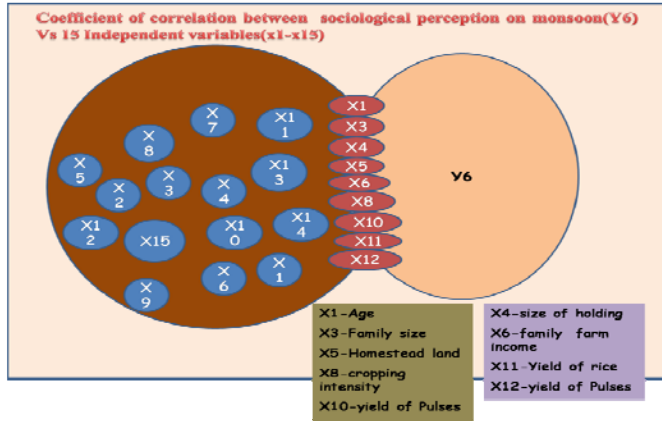 Coefficient of correlation between sociological perception on monsoon(Y6)
Vs 15 Independent variables(x1-x15)
X
7
X1
1
X
8
X
5
X
3
X1
3
X
2
X
4
X1
2
X15
X1
0
X1
4
X
9
X
6
X
1
X1
X3
X4
X5
X6
X8
X10
X11
X12
Y6
X1-Age
X3-Family size
X5-Homestead land
X8-cropping
intensity
X10-yield of Pulses
X4-size of holding
X6-family farm
income
X11-Yield of rice
X12-yield of Pulses